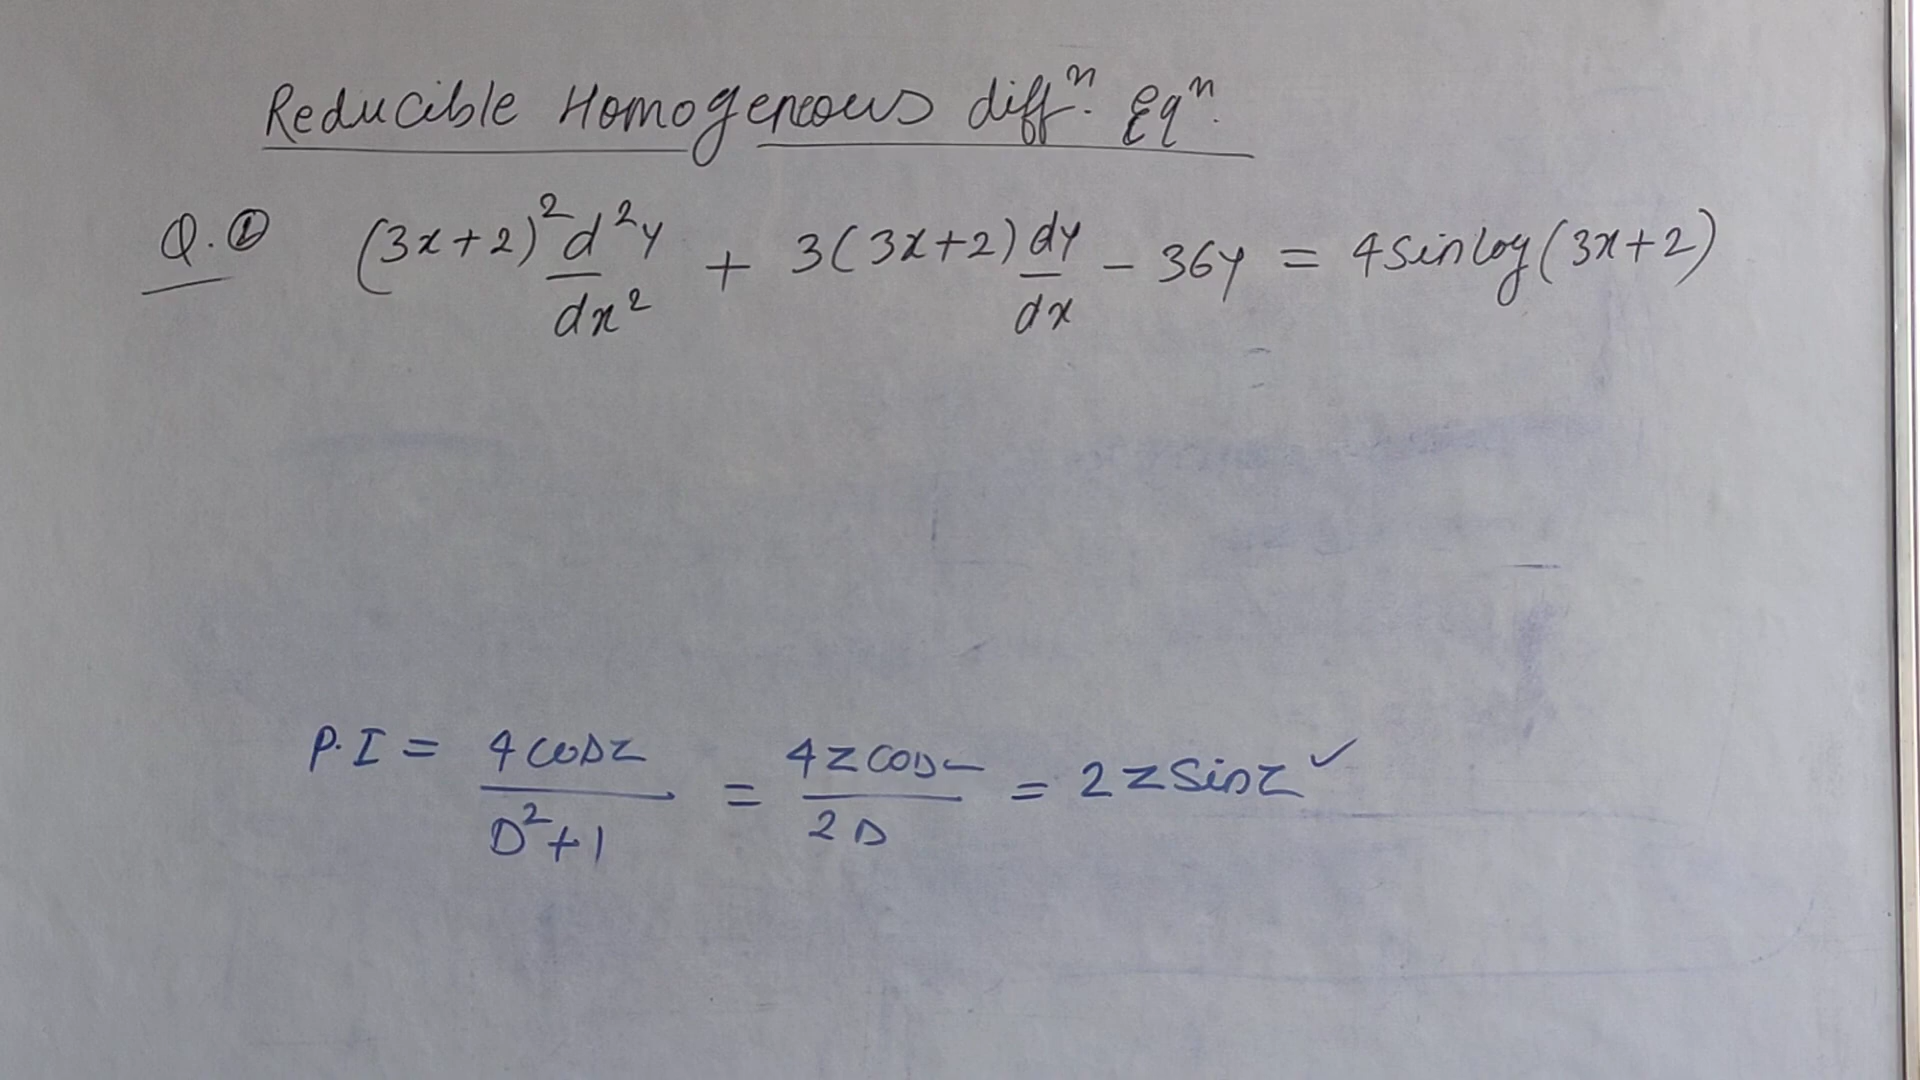 Reducible Homogeneous diffⁿ. Eqⁿ.
Q.① (3x+2)² d²y/dx² + 3(3x+2) dy/dx - 36y = 4 sin log(3x+2)
P.I = 4 cos z / D²+1 = 4z cos z / 2D = 2z sin z ✓